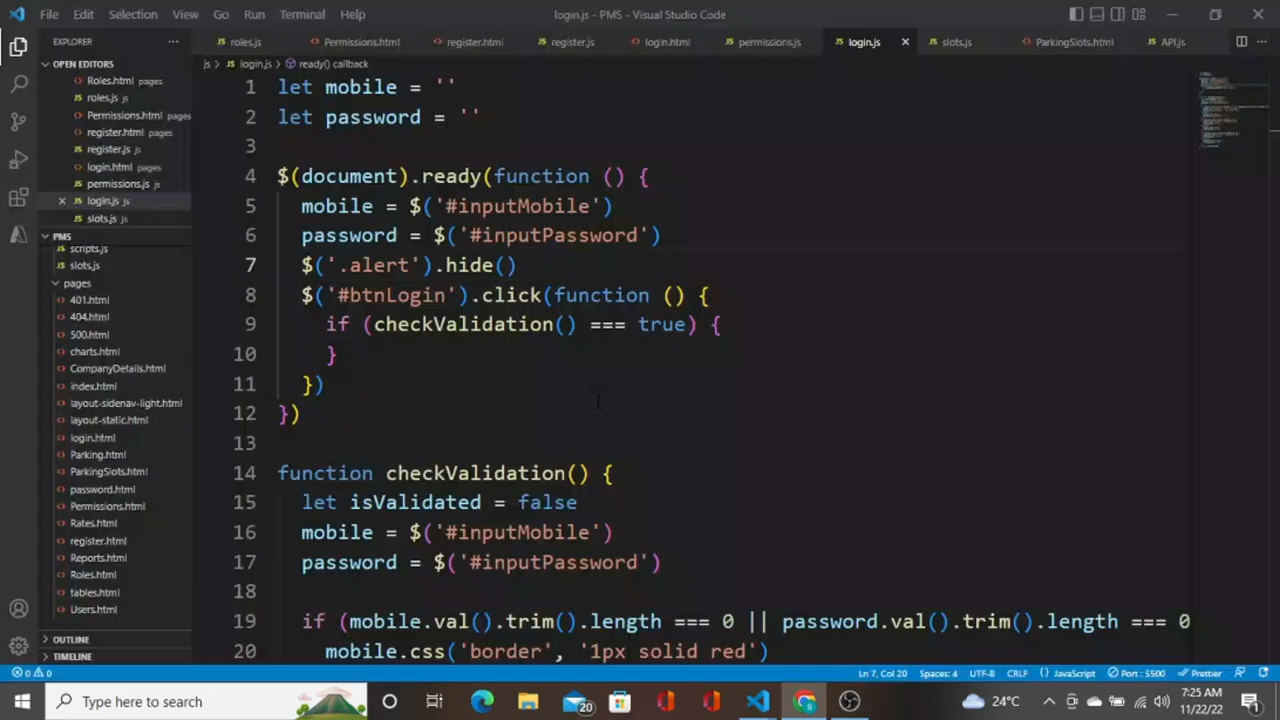 File Edit Selection View Go Run Terminal Help login.js - PMS - Visual Studio Code
EXPLORER ···
roles.js Permissions.html register.html register.js login.html permissions.js login.js slots.js ParkingSlots.html API.js
js > login.js > ready() callback
OPEN EDITORS
Roles.html pages
roles.js js
Permissions.html pages
register.html pages
register.js js
login.html pages
permissions.js js
login.js js
slots.js js
PMS
scripts.js
slots.js
pages
401.html
404.html
500.html
charts.html
CompanyDetails.html
index.html
layout-sidenav-light.html
layout-static.html
login.html
Parking.html
ParkingSlots.html
password.html
Permissions.html
Rates.html
register.html
Reports.html
Roles.html
tables.html
Users.html
OUTLINE
TIMELINE
1 let mobile = ''
2 let password = ''
3
4 $(document).ready(function () {
5 mobile = $('#inputMobile')
6 password = $('#inputPassword')
7 $('.alert').hide()
8 $('#btnLogin').click(function () {
9 if (checkValidation() === true) {
10 }
11 })
12 })
13
14 function checkValidation() {
15 let isValidated = false
16 mobile = $('#inputMobile')
17 password = $('#inputPassword')
18
19 if (mobile.val().trim().length === 0 || password.val().trim().length === 0
20 mobile.css('border', '1px solid red')
0 0 Ln 7, Col 20 Spaces: 4 UTF-8 CRLF {} JavaScript Port : 5500 Prettier
Type here to search 20 24°C 7:25 AM
11/22/22 1